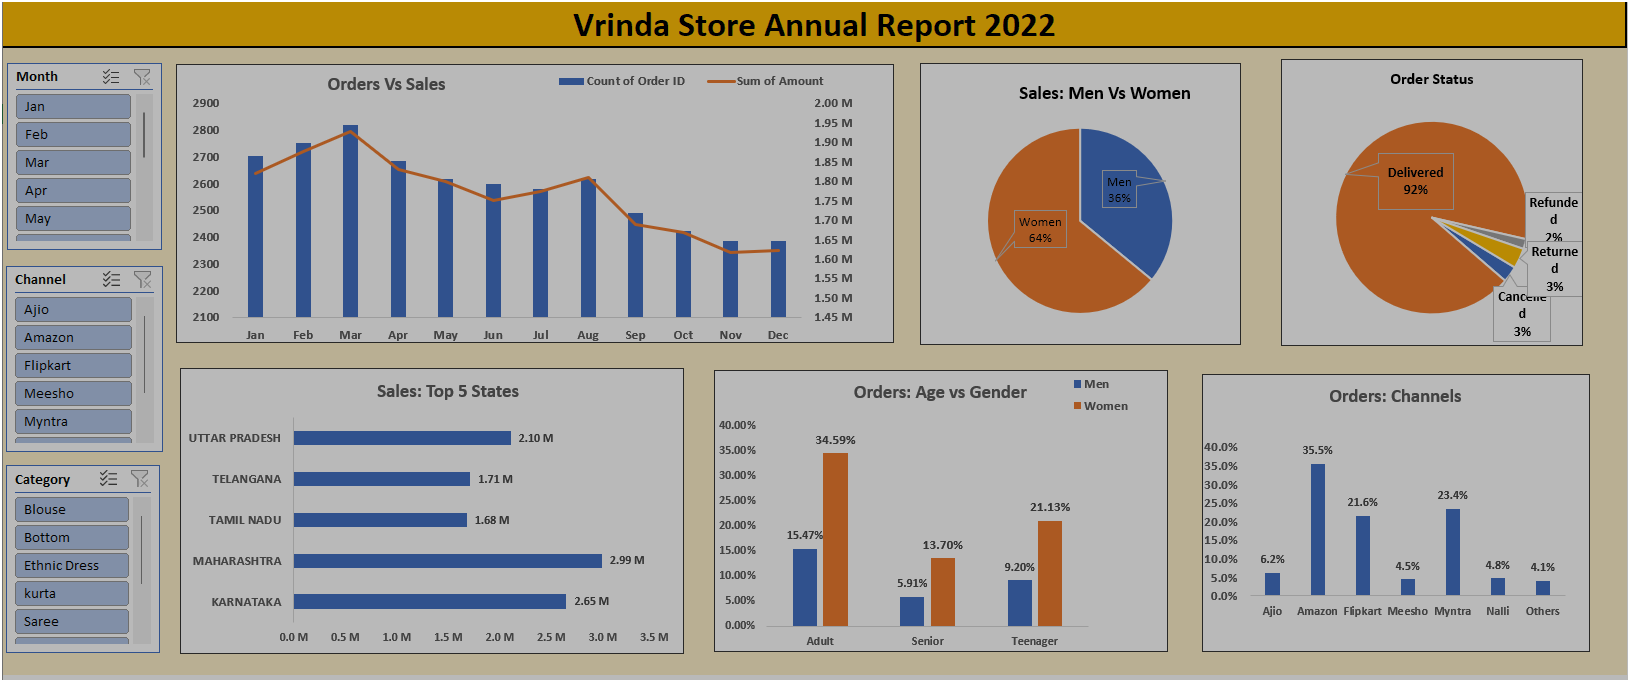 Vrinda Store Annual Report 2022
Month
Jan
Feb
Mar
Apr
May
Channel
Ajio
Amazon
Flipkart
Meesho
Myntra
Category
Blouse
Bottom
Ethnic Dress
kurta
Saree
Orders Vs Sales
Count of Order ID
Sum of Amount
2900
2800
2700
2600
2500
2400
2300
2200
2100
2.00 M
1.95 M
1.90 M
1.85 M
1.80 M
1.75 M
1.70 M
1.65 M
1.60 M
1.55 M
1.50 M
1.45 M
Jan Feb Mar Apr May Jun Jul Aug Sep Oct Nov Dec
Sales: Men Vs Women
Men
36%
Women
64%
Order Status
Delivered
92%
Refunde
d
2%
Returne
d
3%
Cancelle
d
3%
Sales: Top 5 States
UTTAR PRADESH 2.10 M
TELANGANA 1.71 M
TAMIL NADU 1.68 M
MAHARASHTRA 2.99 M
KARNATAKA 2.65 M
0.0 M 0.5 M 1.0 M 1.5 M 2.0 M 2.5 M 3.0 M 3.5 M
Orders: Age vs Gender
Men
Women
40.00%
35.00%
30.00%
25.00%
20.00%
15.00%
10.00%
5.00%
0.00%
15.47% 34.59%
5.91% 13.70%
9.20% 21.13%
Adult Senior Teenager
Orders: Channels
40.0%
35.0%
30.0%
25.0%
20.0%
15.0%
10.0%
5.0%
0.0%
6.2% 35.5% 21.6% 4.5% 23.4% 4.8% 4.1%
Ajio Amazon Flipkart Meesho Myntra Nalli Others